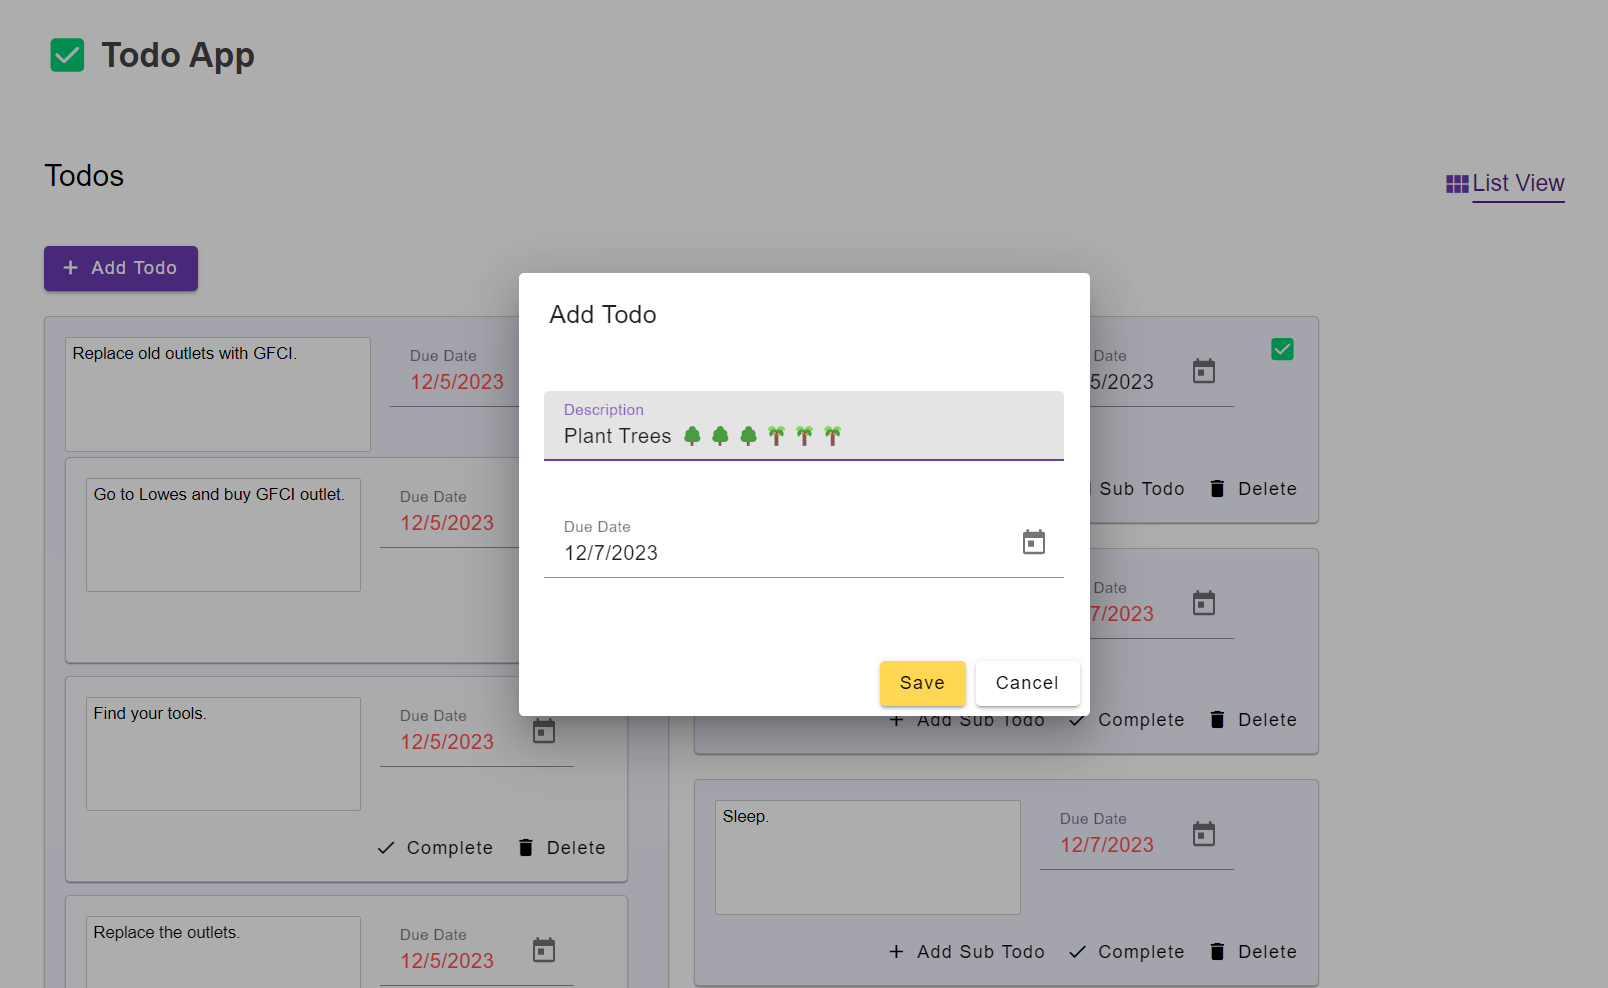 Todo App
Todos
List View
+ Add Todo
Replace old outlets with GFCI.
Due Date
12/5/2023
Go to Lowes and buy GFCI outlet.
Due Date
12/5/2023
Find your tools.
Due Date
12/5/2023
Complete
Delete
Replace the outlets.
Due Date
12/5/2023
Add Todo
Description
Plant Trees 🌳🌳🌳🌴🌴🌴
Due Date
12/7/2023
Save
Cancel
Date
5/2023
Sub Todo
Delete
Date
7/2023
+ Add Sub Todo
Complete
Delete
Sleep.
Due Date
12/7/2023
+ Add Sub Todo
Complete
Delete